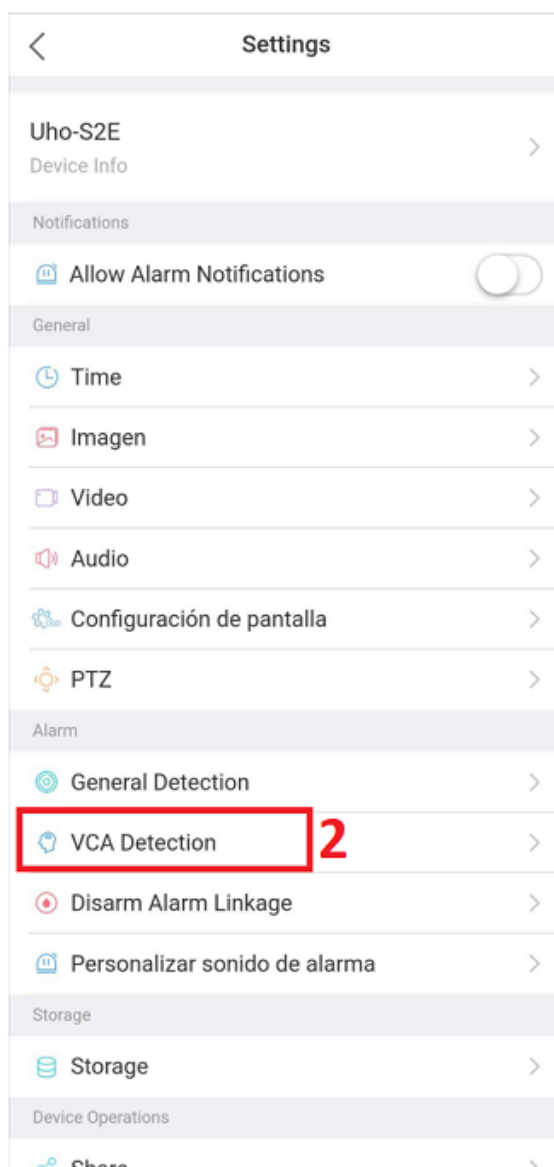 Settings
Uho-S2E
Device Info
Notifications
Allow Alarm Notifications
General
Time
Imagen
Video
Audio
Configuración de pantalla
PTZ
Alarm
General Detection
VCA Detection 2
Disarm Alarm Linkage
Personalizar sonido de alarma
Storage
Storage
Device Operations
Share